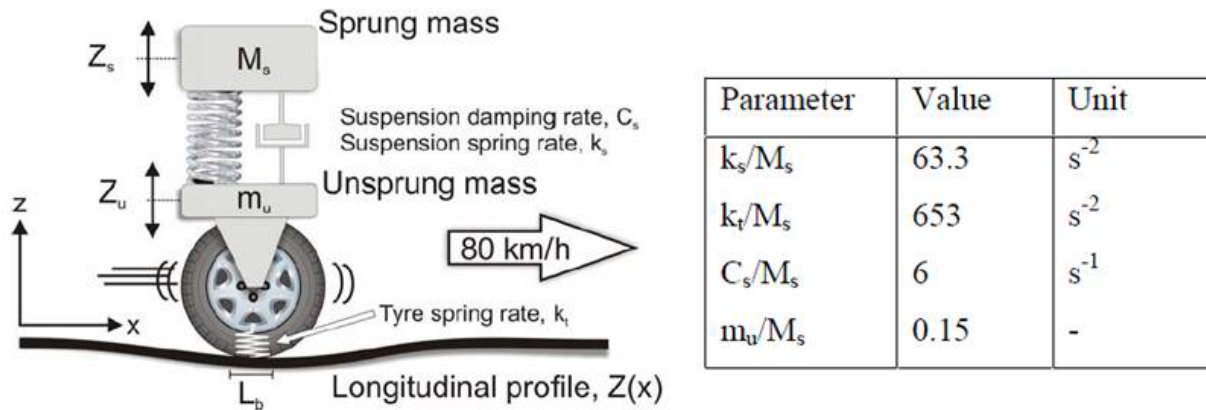 Sprung mass
Z_s
M_s
Suspension damping rate, C_s
Suspension spring rate, k_s
Unsprung mass
Z_u
m_u
z
80 km/h
x
Tyre spring rate, k_t
L_b
Longitudinal profile, Z(x)
Parameter Value Unit
k_s/M_s 63.3 s^-2
k_t/M_s 653 s^-2
C_s/M_s 6 s^-1
m_u/M_s 0.15 -